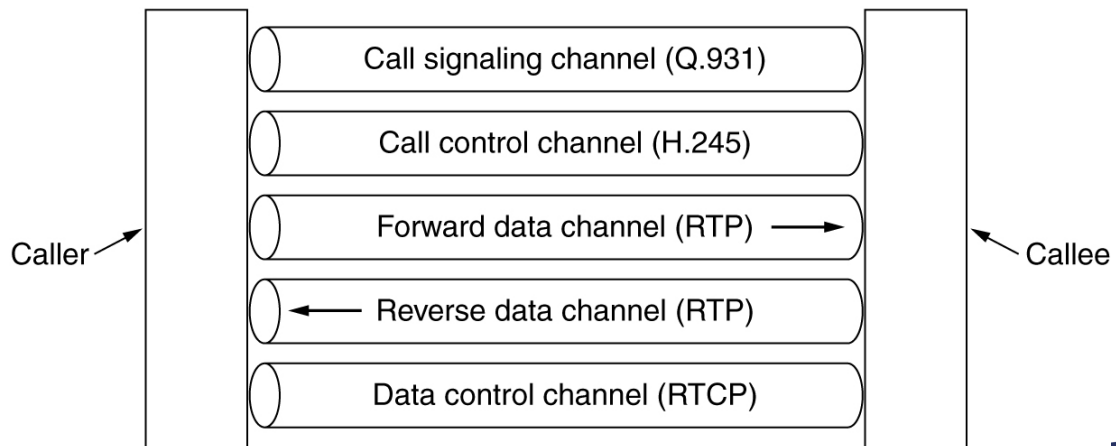 Call signaling channel (Q.931)
Call control channel (H.245)
Forward data channel (RTP)
Caller
Callee
Reverse data channel (RTP)
Data control channel (RTCP)